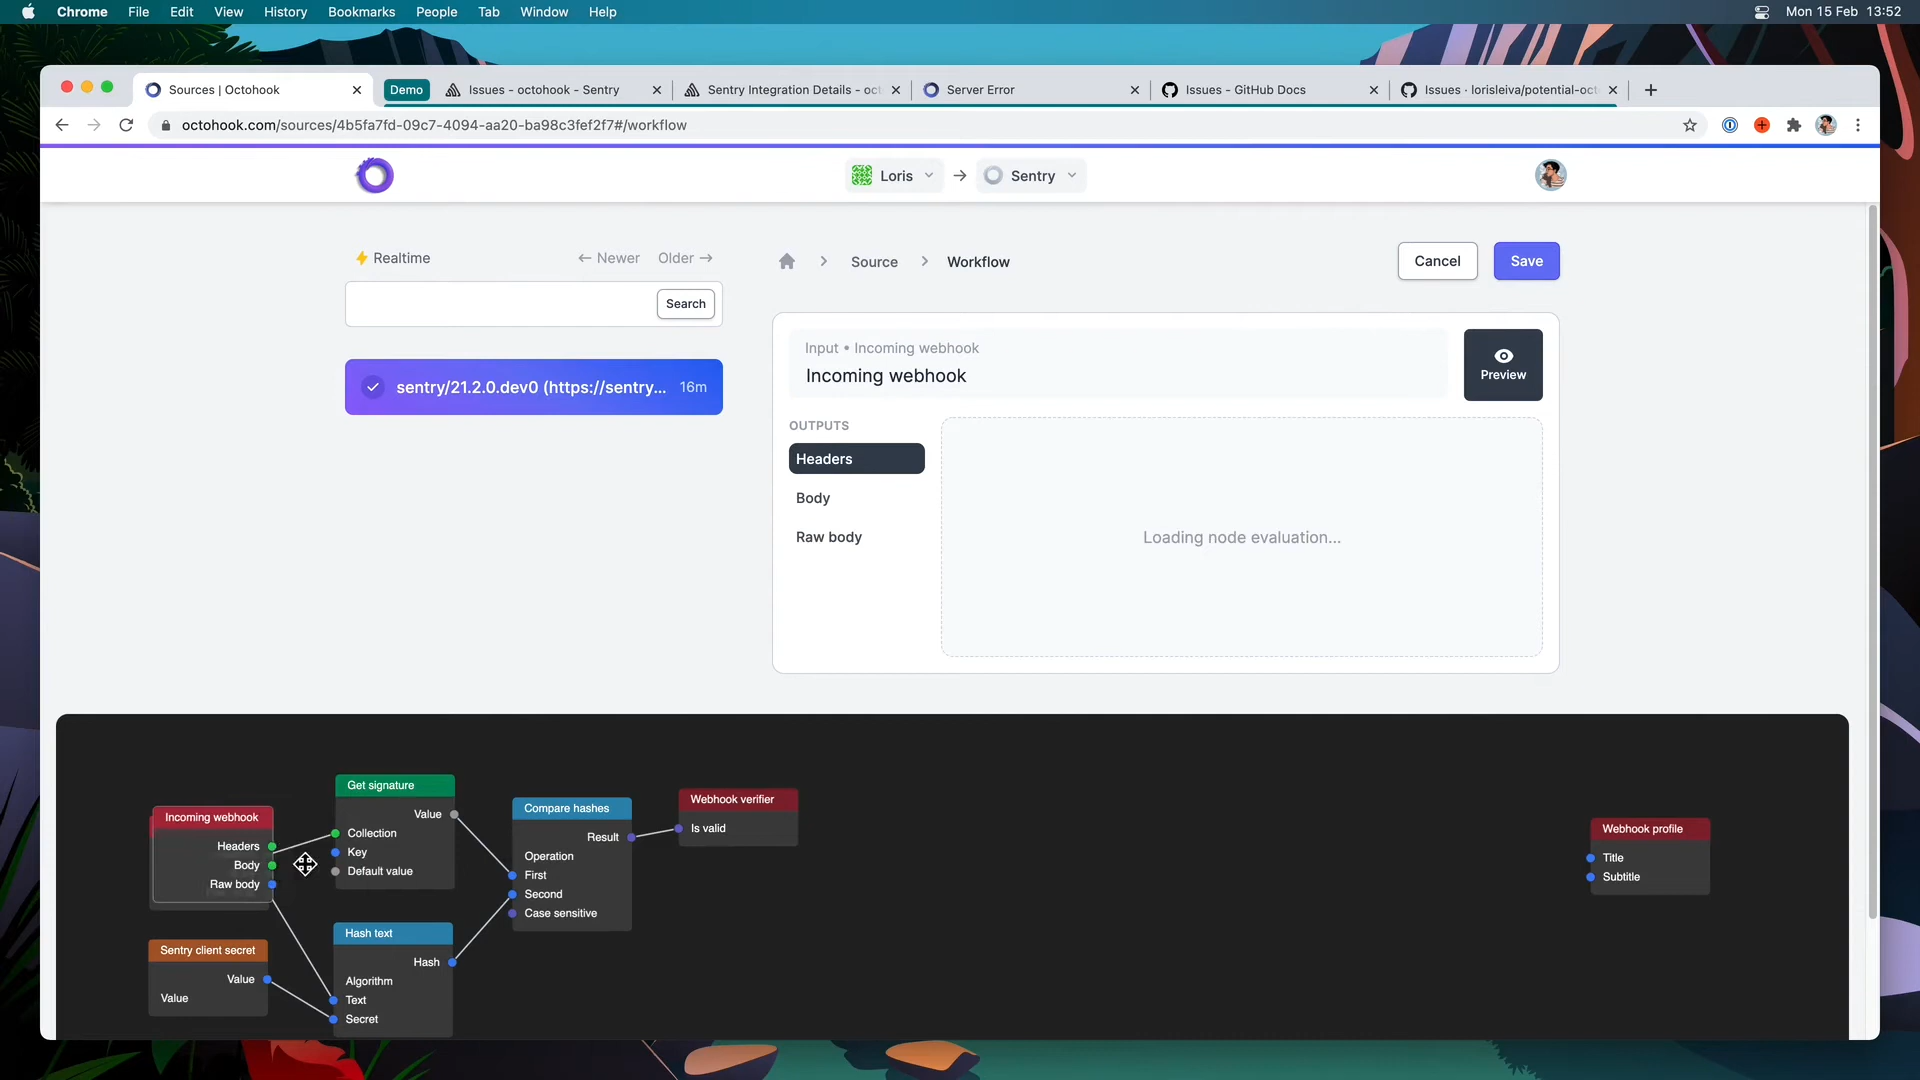 Chrome File Edit View History Bookmarks People Tab Window Help Mon 15 Feb 13:52
Sources | Octohook Demo Issues - octohook - Sentry Sentry Integration Details - oc Server Error Issues - GitHub Docs Issues · lorisleiva/potential-oct
octohook.com/sources/4b5fa7fd-09c7-4094-aa20-ba98c3fef2f7#/workflow
Loris → Sentry
Realtime ← Newer Older →
Search
sentry/21.2.0.dev0 (https://sentry... 16m
Source > Workflow
Cancel Save
Input • Incoming webhook
Incoming webhook
Preview
OUTPUTS
Headers
Body
Raw body
Loading node evaluation...
Incoming webhook
Headers
Body
Raw body
Sentry client secret
Value
Value
Get signature
Value
Collection
Key
Default value
Hash text
Hash
Algorithm
Text
Secret
Compare hashes
Result
Operation
First
Second
Case sensitive
Webhook verifier
Is valid
Webhook profile
Title
Subtitle